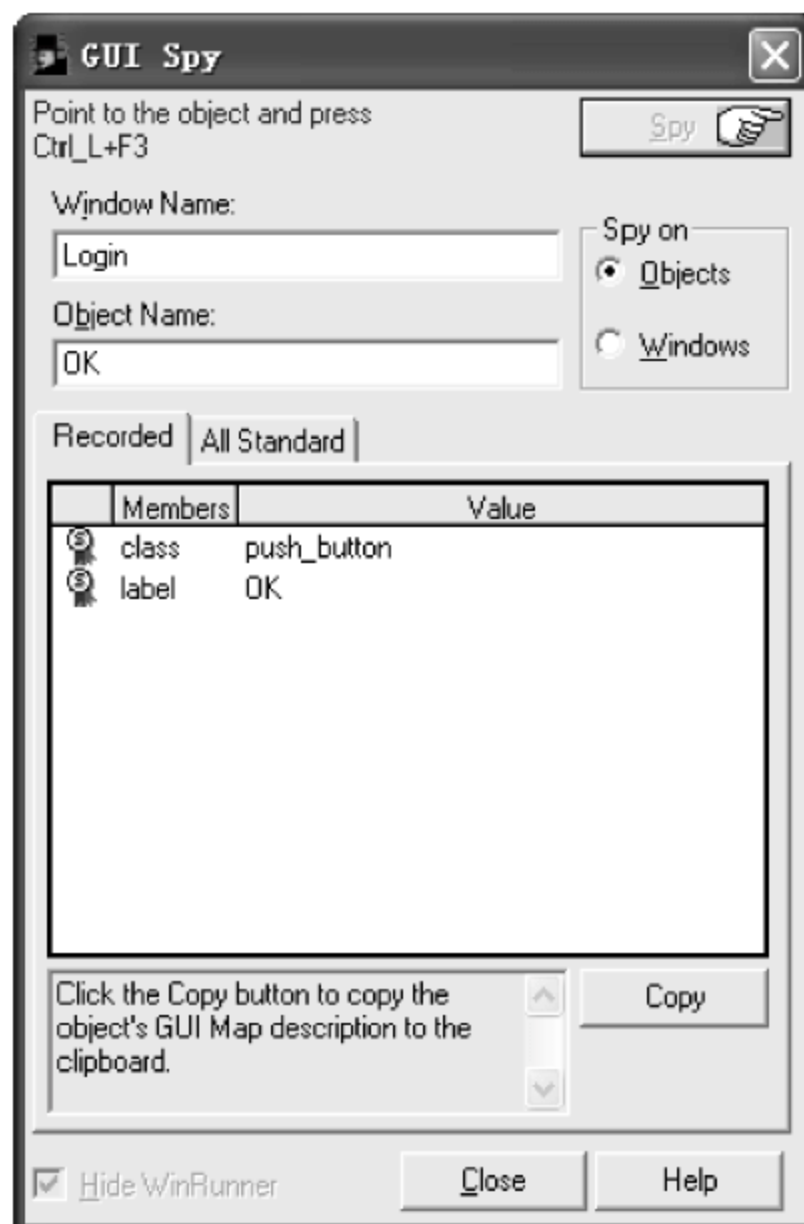 GUI Spy
Point to the object and press
Ctrl_L+F3
Spy
Window Name:
Login
Spy on
Objects
Windows
Object Name:
OK
Recorded
All Standard
Members Value
class push_button
label OK
Click the Copy button to copy the
object's GUI Map description to the
clipboard.
Copy
Hide WinRunner
Close
Help